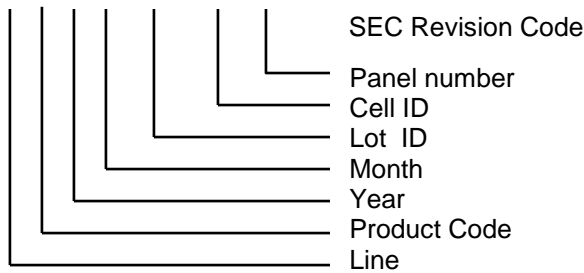 SEC Revision Code
Panel number
Cell ID
Lot ID
Month
Year
Product Code
Line